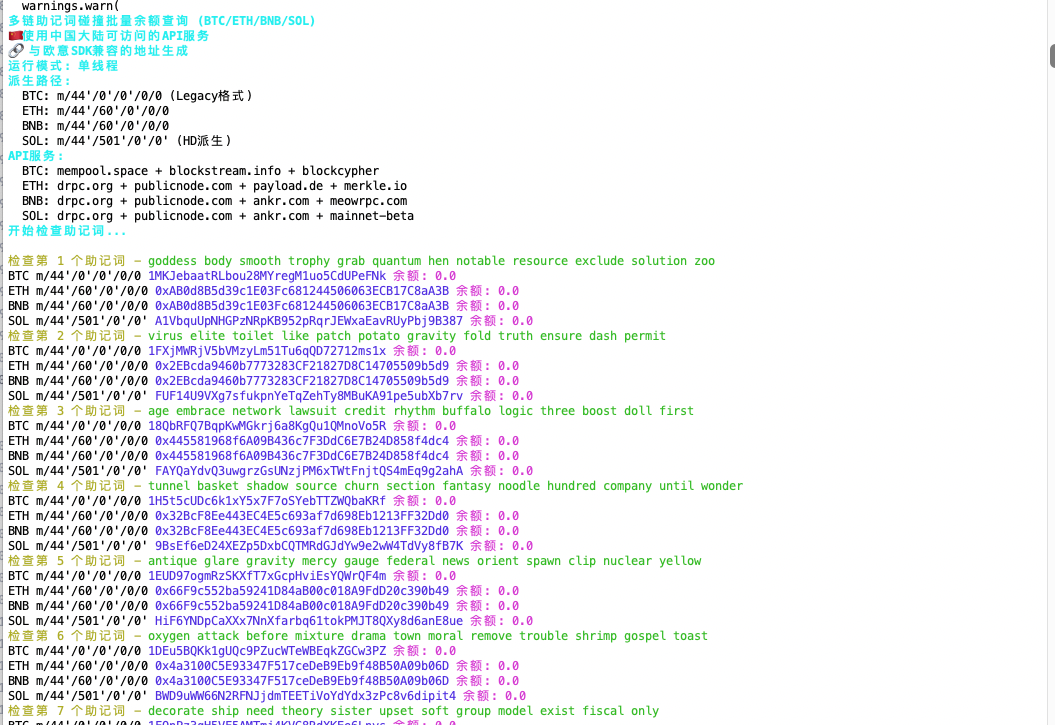 warnings.warn(
多链助记词碰撞批量余额查询 (BTC/ETH/BNB/SOL)
🇨🇳使用中国大陆可访问的API服务
🔗 与欧意SDK兼容的地址生成
运行模式: 单线程
派生路径:
BTC: m/44'/0'/0'/0/0 (Legacy格式)
ETH: m/44'/60'/0'/0/0
BNB: m/44'/60'/0'/0/0
SOL: m/44'/501'/0'/0' (HD派生)
API服务:
BTC: mempool.space + blockstream.info + blockcypher
ETH: drpc.org + publicnode.com + payload.de + merkle.io
BNB: drpc.org + publicnode.com + ankr.com + meowrpc.com
SOL: drpc.org + publicnode.com + ankr.com + mainnet-beta
开始检查助记词...
检查第 1 个助记词 – goddess body smooth trophy grab quantum hen notable resource exclude solution zoo
BTC m/44'/0'/0'/0/0 1MKJebaatRLbou28MYregM1uo5CdUPeFNk 余额: 0.0
ETH m/44'/60'/0'/0/0 0xAB0d8B5d39c1E03Fc681244506063ECB17C8aA3B 余额: 0.0
BNB m/44'/60'/0'/0/0 0xAB0d8B5d39c1E03Fc681244506063ECB17C8aA3B 余额: 0.0
SOL m/44'/501'/0'/0' A1VbquUpNHGPzNRpKB952pRqrJEWxaEavRUyPbj9B387 余额: 0.0
检查第 2 个助记词 – virus elite toilet like patch potato gravity fold truth ensure dash permit
BTC m/44'/0'/0'/0/0 1FXjMWRjV5bVMzyLm51Tu6qQD72712ms1x 余额: 0.0
ETH m/44'/60'/0'/0/0 0x2EBcda9460b7773283CF21827D8C14705509b5d9 余额: 0.0
BNB m/44'/60'/0'/0/0 0x2EBcda9460b7773283CF21827D8C14705509b5d9 余额: 0.0
SOL m/44'/501'/0'/0' FUF14U9VXg7sfukpnYeTqZehTy8MBuKA91pe5ubXb7rv 余额: 0.0
检查第 3 个助记词 – age embrace network lawsuit credit rhythm buffalo logic three boost doll first
BTC m/44'/0'/0'/0/0 18QbRFQ7BqpKwMGkrj6a8KgQu1QMnoVo5R 余额: 0.0
ETH m/44'/60'/0'/0/0 0x445581968f6A09B436c7F3DdC6E7B24D858f4dc4 余额: 0.0
BNB m/44'/60'/0'/0/0 0x445581968f6A09B436c7F3DdC6E7B24D858f4dc4 余额: 0.0
SOL m/44'/501'/0'/0' FAYQaYdvQ3uwgrzGsUNzjPM6xTWtFnjtQS4mEq9g2ahA 余额: 0.0
检查第 4 个助记词 – tunnel basket shadow source churn section fantasy noodle hundred company until wonder
BTC m/44'/0'/0'/0/0 1H5t5cUDc6k1xY5x7F7oSYebTTZWQbaKRf 余额: 0.0
ETH m/44'/60'/0'/0/0 0x32BcF8Ee443EC4E5c693af7d698Eb1213FF32Dd0 余额: 0.0
BNB m/44'/60'/0'/0/0 0x32BcF8Ee443EC4E5c693af7d698Eb1213FF32Dd0 余额: 0.0
SOL m/44'/501'/0'/0' 9BsEf6eD24XEZp5DxbCQTMRdGJdYw9e2wW4TdVy8fB7K 余额: 0.0
检查第 5 个助记词 – antique glare gravity mercy gauge federal news orient spawn clip nuclear yellow
BTC m/44'/0'/0'/0/0 1EUD97ogmRzSKXfT7xGcpHviEsYQWrQF4m 余额: 0.0
ETH m/44'/60'/0'/0/0 0x66F9c552ba59241D84aB00c018A9FdD20c390b49 余额: 0.0
BNB m/44'/60'/0'/0/0 0x66F9c552ba59241D84aB00c018A9FdD20c390b49 余额: 0.0
SOL m/44'/501'/0'/0' HiF6YNDpCaXXx7NnXfarbq61tokPMJT8QXy8d6anE8ue 余额: 0.0
检查第 6 个助记词 – oxygen attack before mixture drama town moral remove trouble shrimp gospel toast
BTC m/44'/0'/0'/0/0 1DEu5BQKk1gUQc9PZucWTeWBEqkZGCw3PZ 余额: 0.0
ETH m/44'/60'/0'/0/0 0x4a3100C5E93347F517ceDeB9Eb9f48B50A09b06D 余额: 0.0
BNB m/44'/60'/0'/0/0 0x4a3100C5E93347F517ceDeB9Eb9f48B50A09b06D 余额: 0.0
SOL m/44'/501'/0'/0' BWD9uWW66N2RFNJjdmTEETiVoYdYdx3zPc8v6dipit4 余额: 0.0
检查第 7 个助记词 – decorate ship need theory sister upset soft group model exist fiscal only